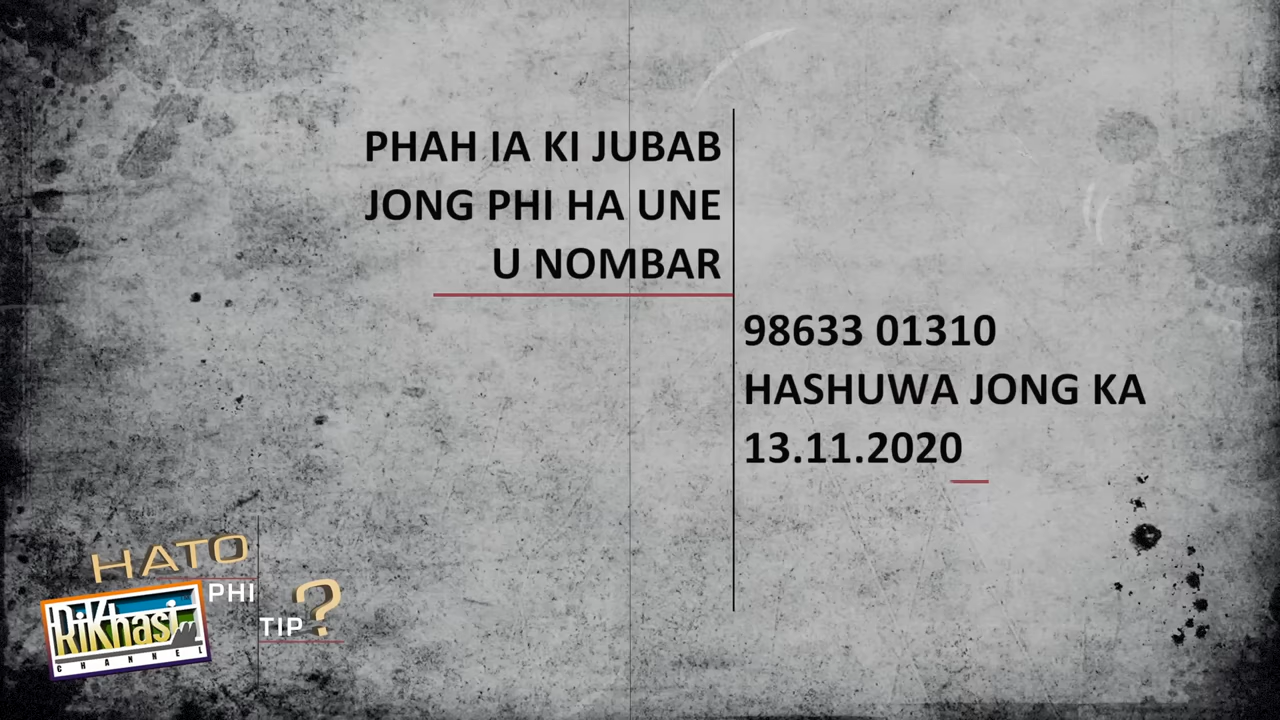 PHAH IA KI JUBAB
JONG PHI HA UNE
U NOMBAR
98633 01310
HASHUWA JONG KA
13.11.2020
HATO
PHI
TIP?
RiKhasi
CHANNEL